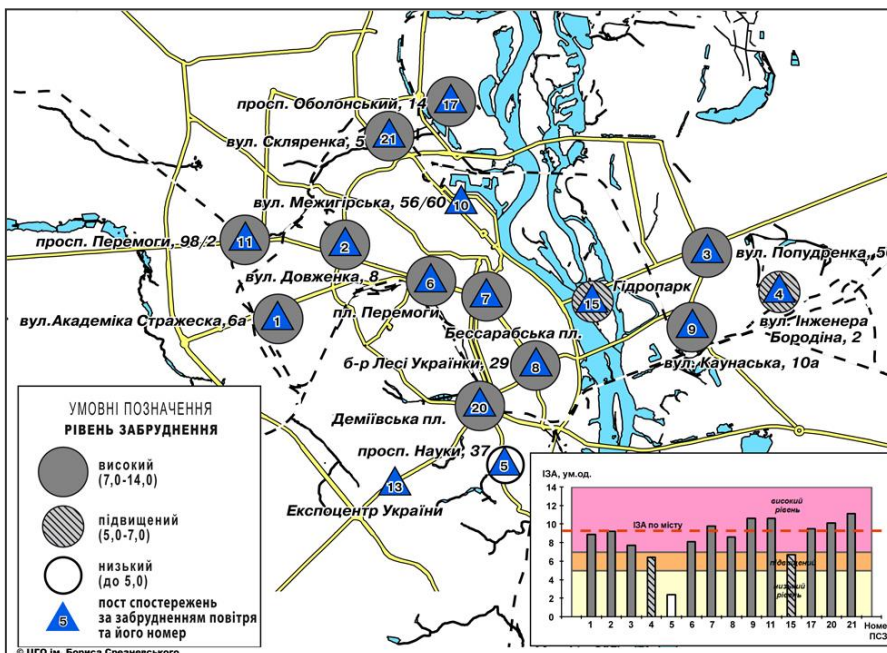 просп. Оболонський, 14
17
вул. Скляренка, 5
21
вул. Межигірська, 56/60
10
просп. Перемоги, 98/2
11
2
3
вул. Попудренка, 50
вул. Довженка, 8
6
7
Гідропарк
15
4
вул.Академіка Стражеска,6а
1
пл. Перемоги
Бессарабська пл.
9
вул. Інженера
Бородіна, 2
б-р Лесі Українки, 29
8
вул. Каунаська, 10а
Деміївська пл.
20
просп. Науки, 37
5
13
Експоцентр України
УМОВНІ ПОЗНАЧЕННЯ
РІВЕНЬ ЗАБРУДНЕННЯ
високий
(7,0-14,0)
підвищений
(5,0-7,0)
низький
(до 5,0)
5
пост спостережень
за забрудненням повітря
та його номер
© ЦГО ім. Бориса Срезневського
ІЗА, ум.од.
14
12
10
8
6
4
2
0
високий
рівень
ІЗА по місту
підвищений
низький
рівень
1 2 3 4 5 6 7 8 9 11 15 17 20 21
Номе
ПСЗ